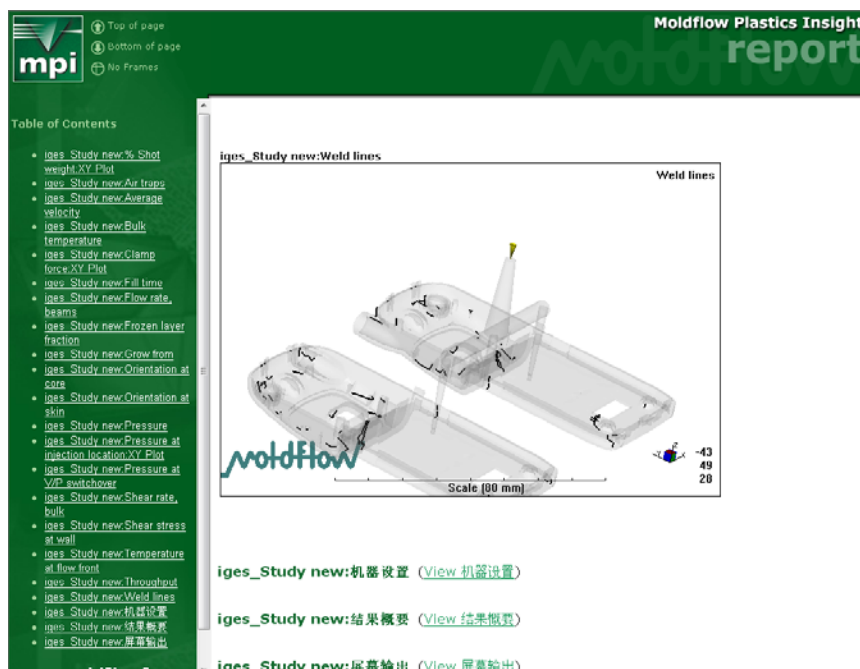 mpi
Top of page
Bottom of page
No Frames
Moldflow Plastics Insight
report
Table of Contents
iges_Study new:% Shot
weight:XY Plot
iges_Study new:Air traps
iges_Study new:Average
velocity
iges_Study new:Bulk
temperature
iges_Study new:Clamp
force:XY Plot
iges_Study new:Fill time
iges_Study new:Flow rate,
beams
iges_Study new:Frozen layer
fraction
iges_Study new:Grow from
iges_Study new:Orientation at
core
iges_Study new:Orientation at
skin
iges_Study new:Pressure
iges_Study new:Pressure at
injection location:XY Plot
iges_Study new:Pressure at
V/P switchover
iges_Study new:Shear rate,
bulk
iges_Study new:Shear stress
at wall
iges_Study new:Temperature
at flow front
iges_Study new:Throughput
iges_Study new:Weld lines
iges_Study new:机器设置
iges_Study new:结果概要
iges_Study new:屏幕输出
iges_Study new:Weld lines
Weld lines
moldflow
Scale (80 mm)
-43
49
28
iges_Study new:机器设置 (View 机器设置)
iges_Study new:结果概要 (View 结果概要)
iges_Study new:屏幕输出 (View 屏幕输出)